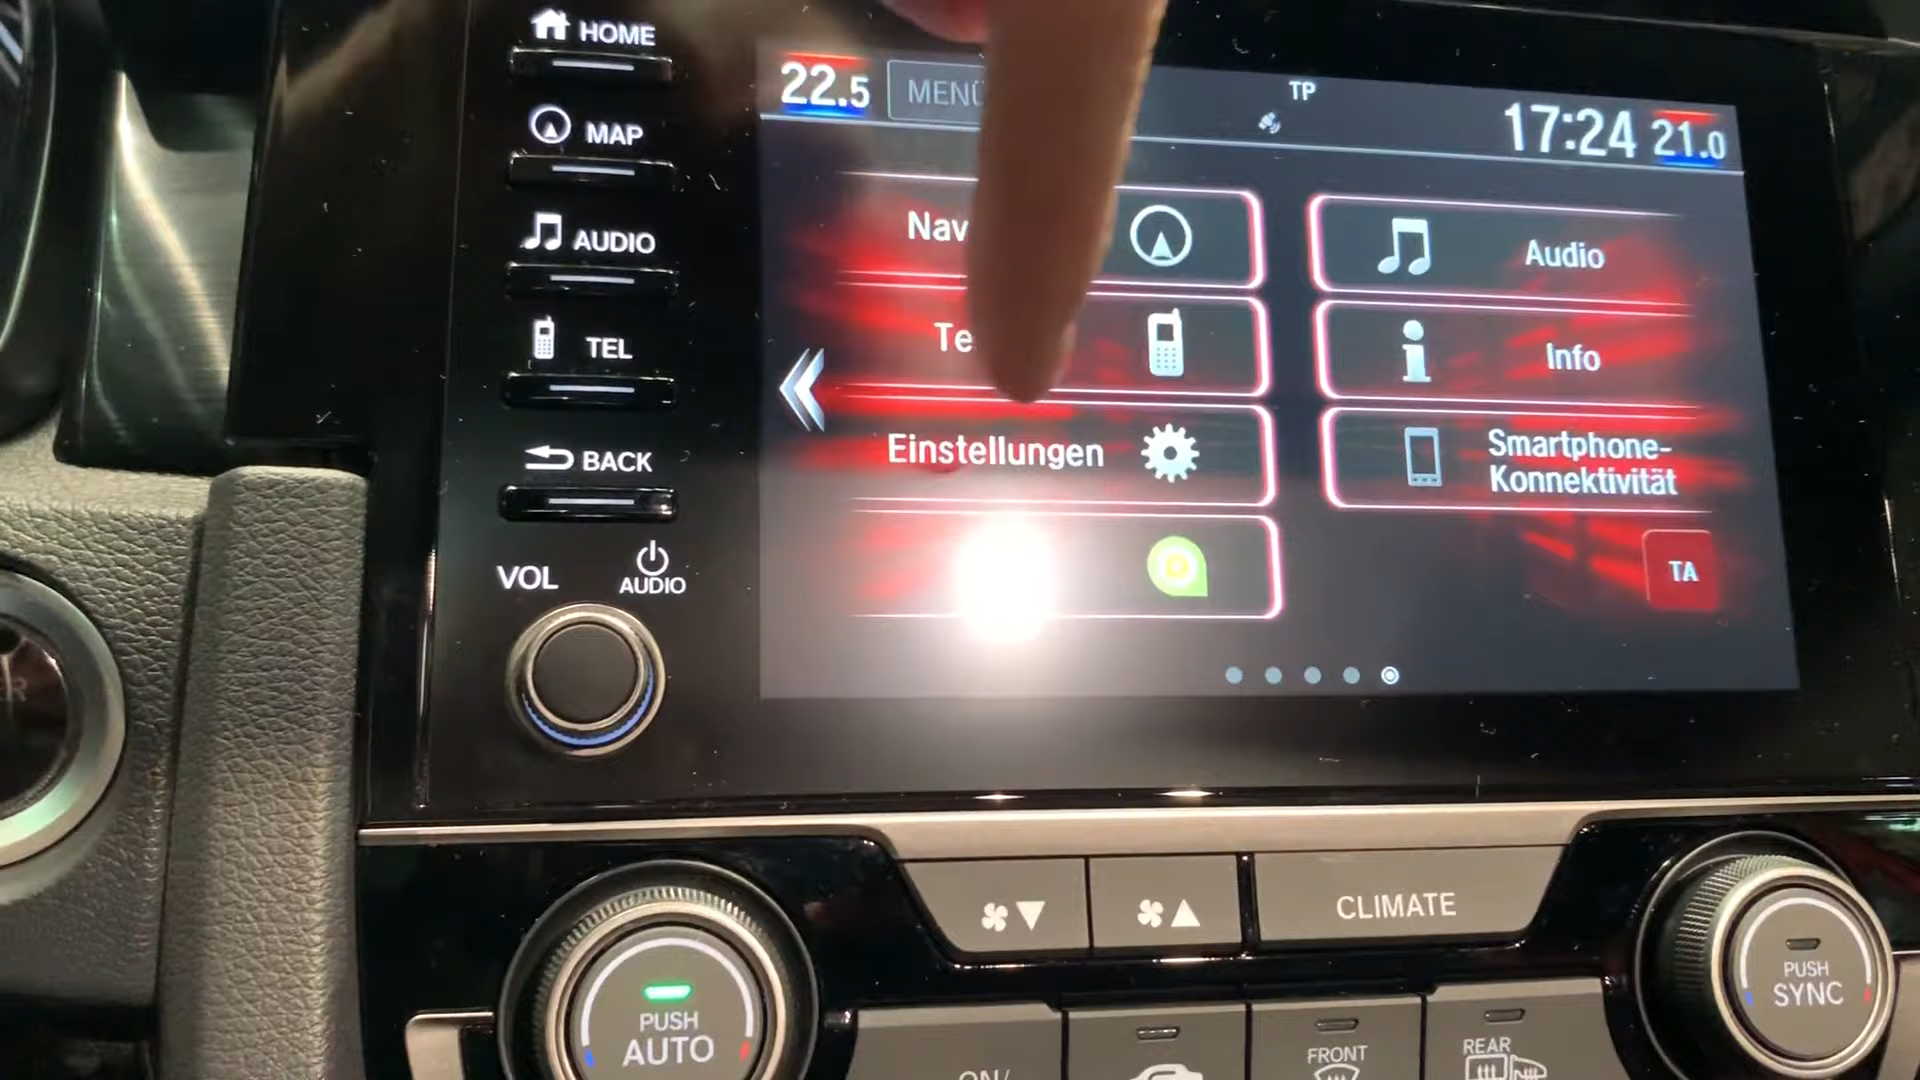 HOME
MAP
AUDIO
TEL
BACK
VOL
AUDIO
22.5
MENÜ
TP
17:24
21.0
Nav
Audio
Te
Info
Einstellungen
Smartphone-
Konnektivität
TA
CLIMATE
PUSH
AUTO
PUSH
SYNC
ON/
FRONT
REAR